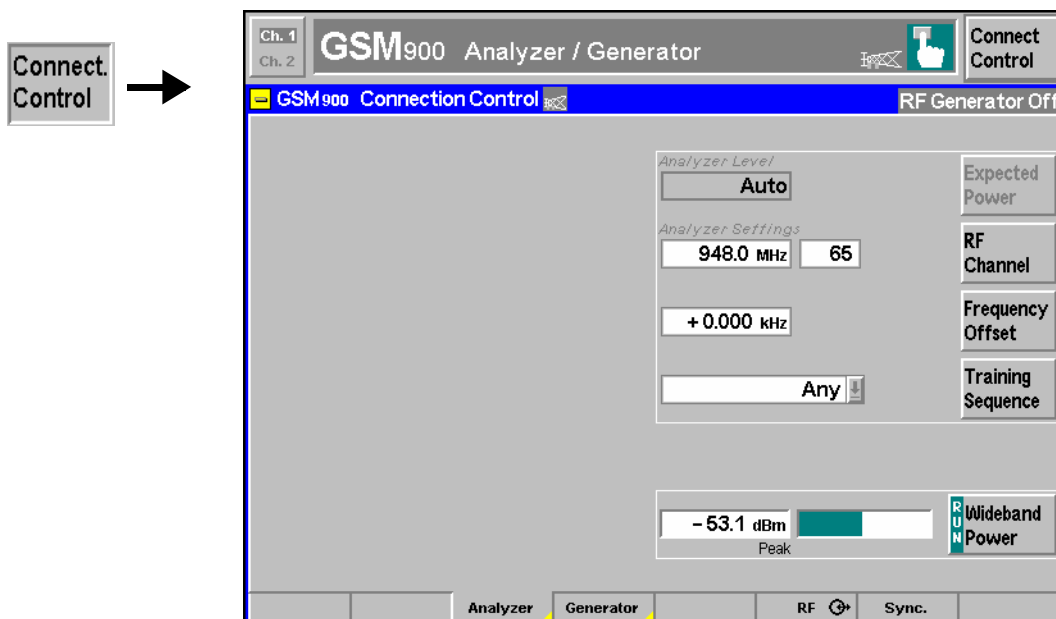 Connect.
Control
Ch. 1
Ch. 2
GSM900 Analyzer / Generator
Connect
Control
GSM900 Connection Control
RF Generator Off
Analyzer Level
Auto
Expected
Power
Analyzer Settings
948.0 MHz 65
RF
Channel
+ 0.000 kHz
Frequency
Offset
Any
Training
Sequence
- 53.1 dBm
Peak
RUN
Wideband
Power
Analyzer Generator RF Sync.